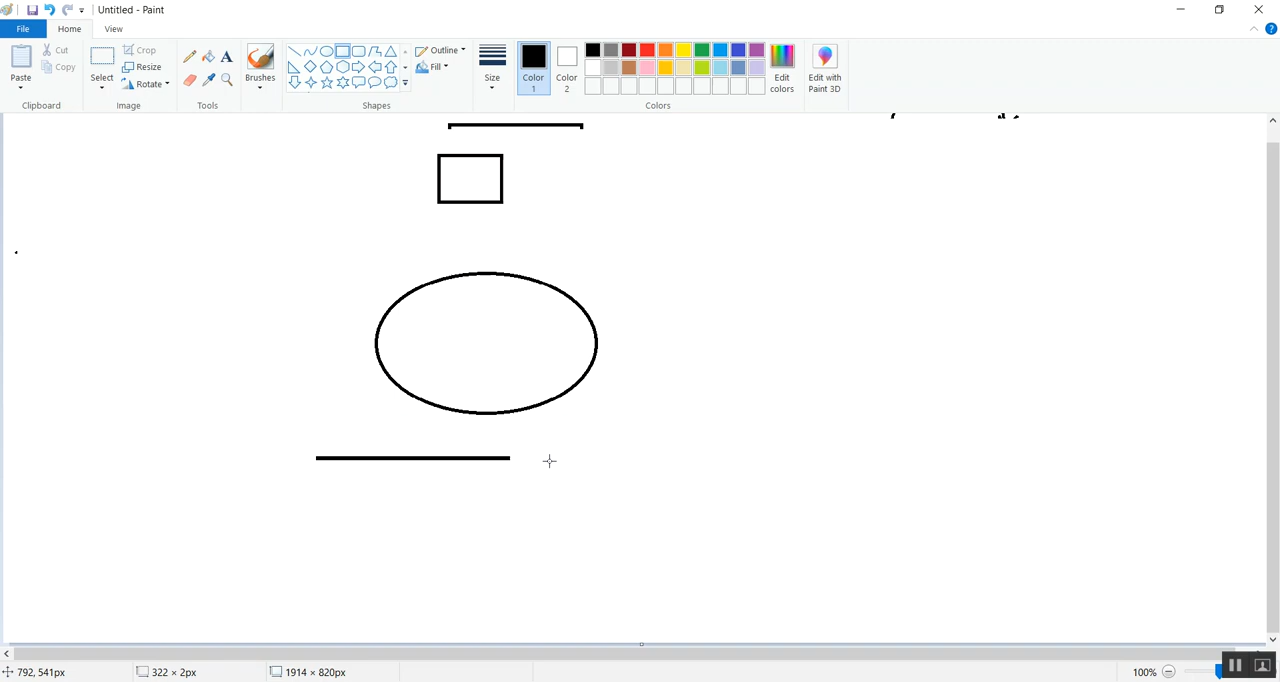 Untitled - Paint
File
Home
View
Paste
Cut
Copy
Clipboard
Select
Crop
Resize
Rotate
Image
Tools
Brushes
Shapes
Outline
Fill
Size
Color
1
Color
2
Colors
Edit
colors
Edit with
Paint 3D
792, 541px
322 × 2px
1914 × 820px
100%